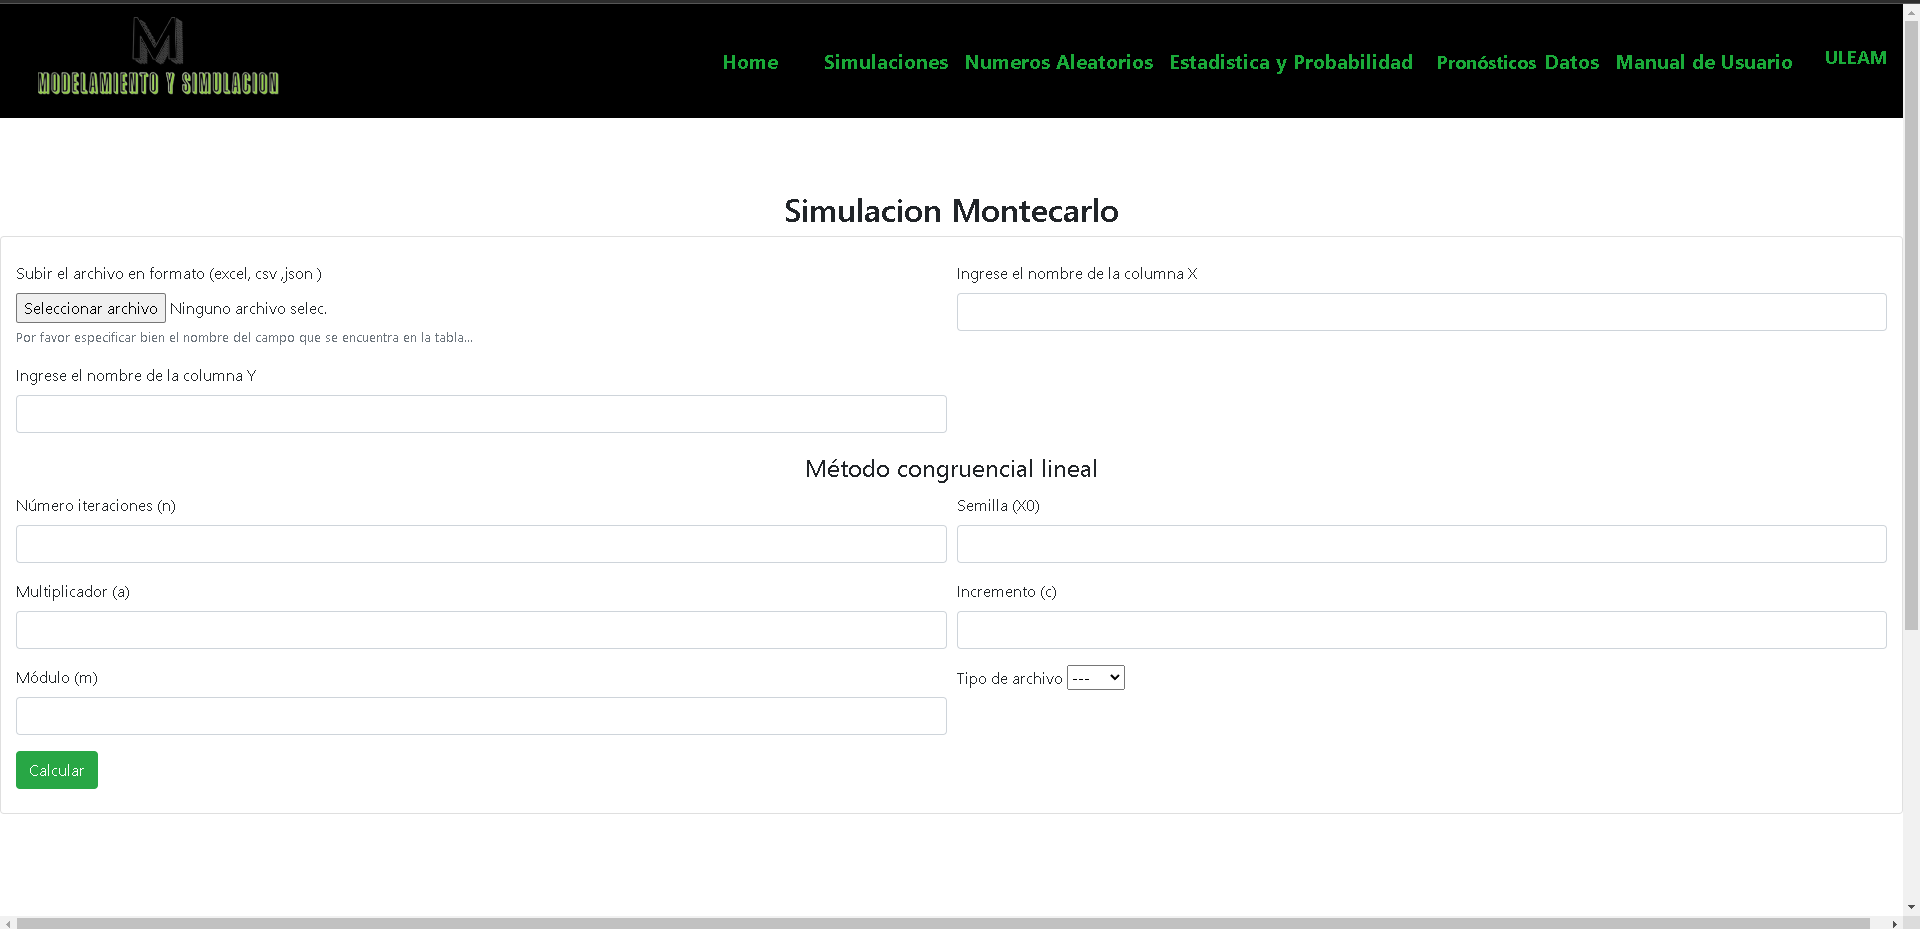 M
MODELAMIENTO Y SIMULACION
Home Simulaciones Numeros Aleatorios Estadistica y Probabilidad Pronósticos Datos Manual de Usuario ULEAM
Simulacion Montecarlo
Subir el archivo en formato (excel, csv ,json )
Ingrese el nombre de la columna X
Seleccionar archivo Ninguno archivo selec.
Por favor especificar bien el nombre del campo que se encuentra en la tabla...
Ingrese el nombre de la columna Y
Método congruencial lineal
Número iteraciones (n)
Semilla (X0)
Multiplicador (a)
Incremento (c)
Módulo (m)
Tipo de archivo ---
Calcular